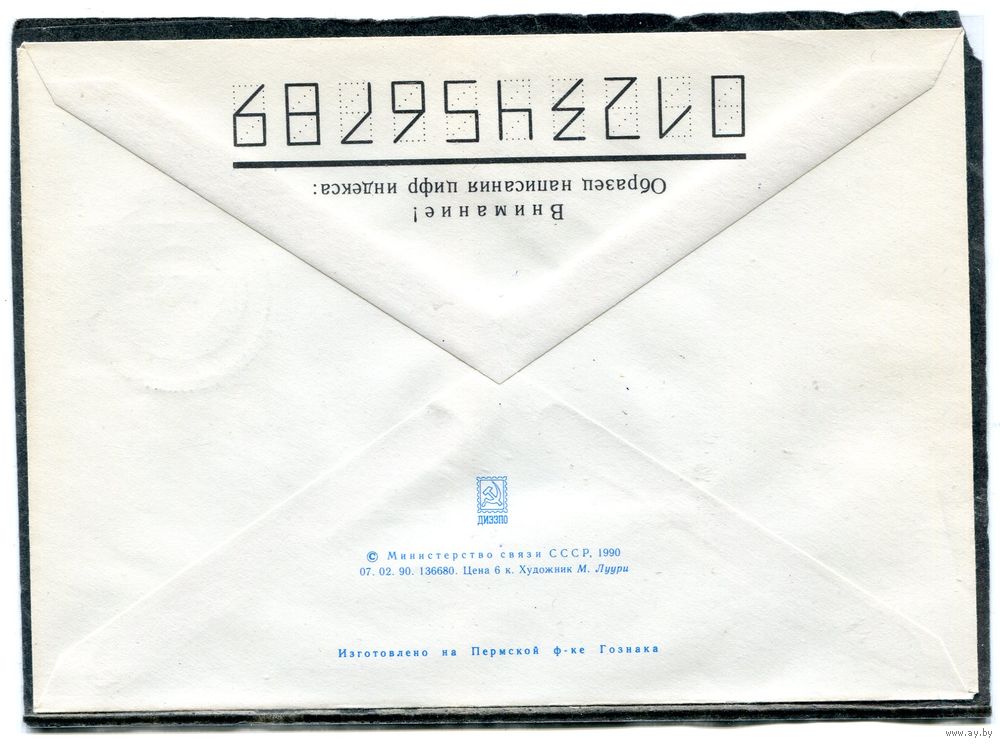 Внимание!
Образец написания цифр индекса:
0123456789
ДИЭЗПО
© Министерство связи СССР, 1990
07. 02. 90. 136680. Цена 6 к. Художник М. Луури
Изготовлено на Пермской ф-ке Гознака
www.ay.by